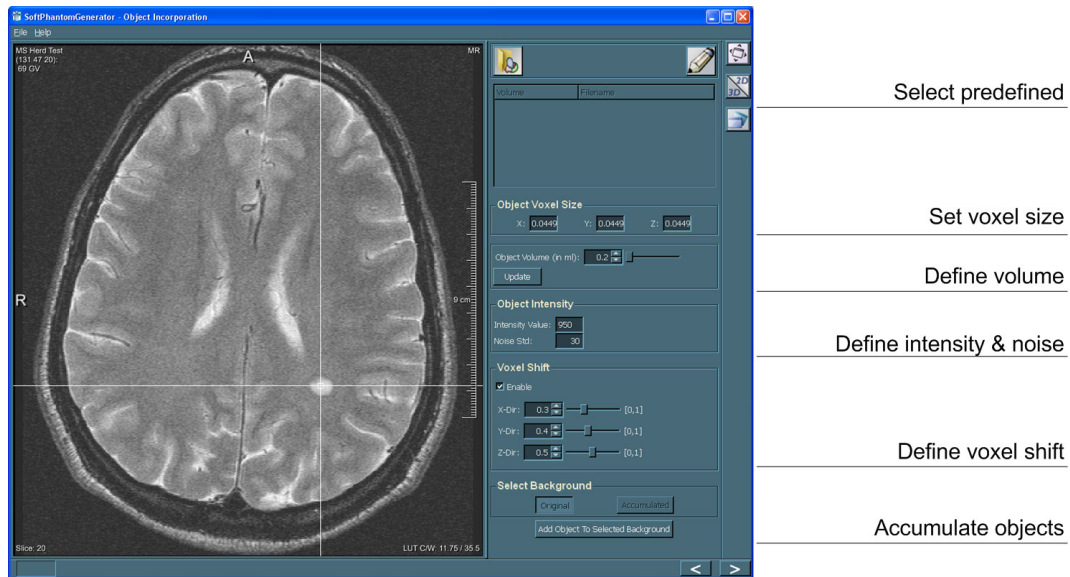 SoftPhantomGenerator - Object Incorporation
File Help
MS Herd Test
(131 47 20):
69 GV
A
MR
R
9 cm
Slice: 20
LUT C/W: 11.75 / 35.5
2D
3D
Volume Filename
Object Voxel Size
X: 0.0449 Y: 0.0449 Z: 0.0449
Object Volume (in ml): 0.2
Update
Object Intensity
Intensity Value: 950
Noise Std: 30
Voxel Shift
Enable
X-Dir: 0.3 [0,1]
Y-Dir: 0.4 [0,1]
Z-Dir: 0.5 [0,1]
Select Background
Original Accumulated
Add Object To Selected Background
< >
Select predefined
Set voxel size
Define volume
Define intensity & noise
Define voxel shift
Accumulate objects